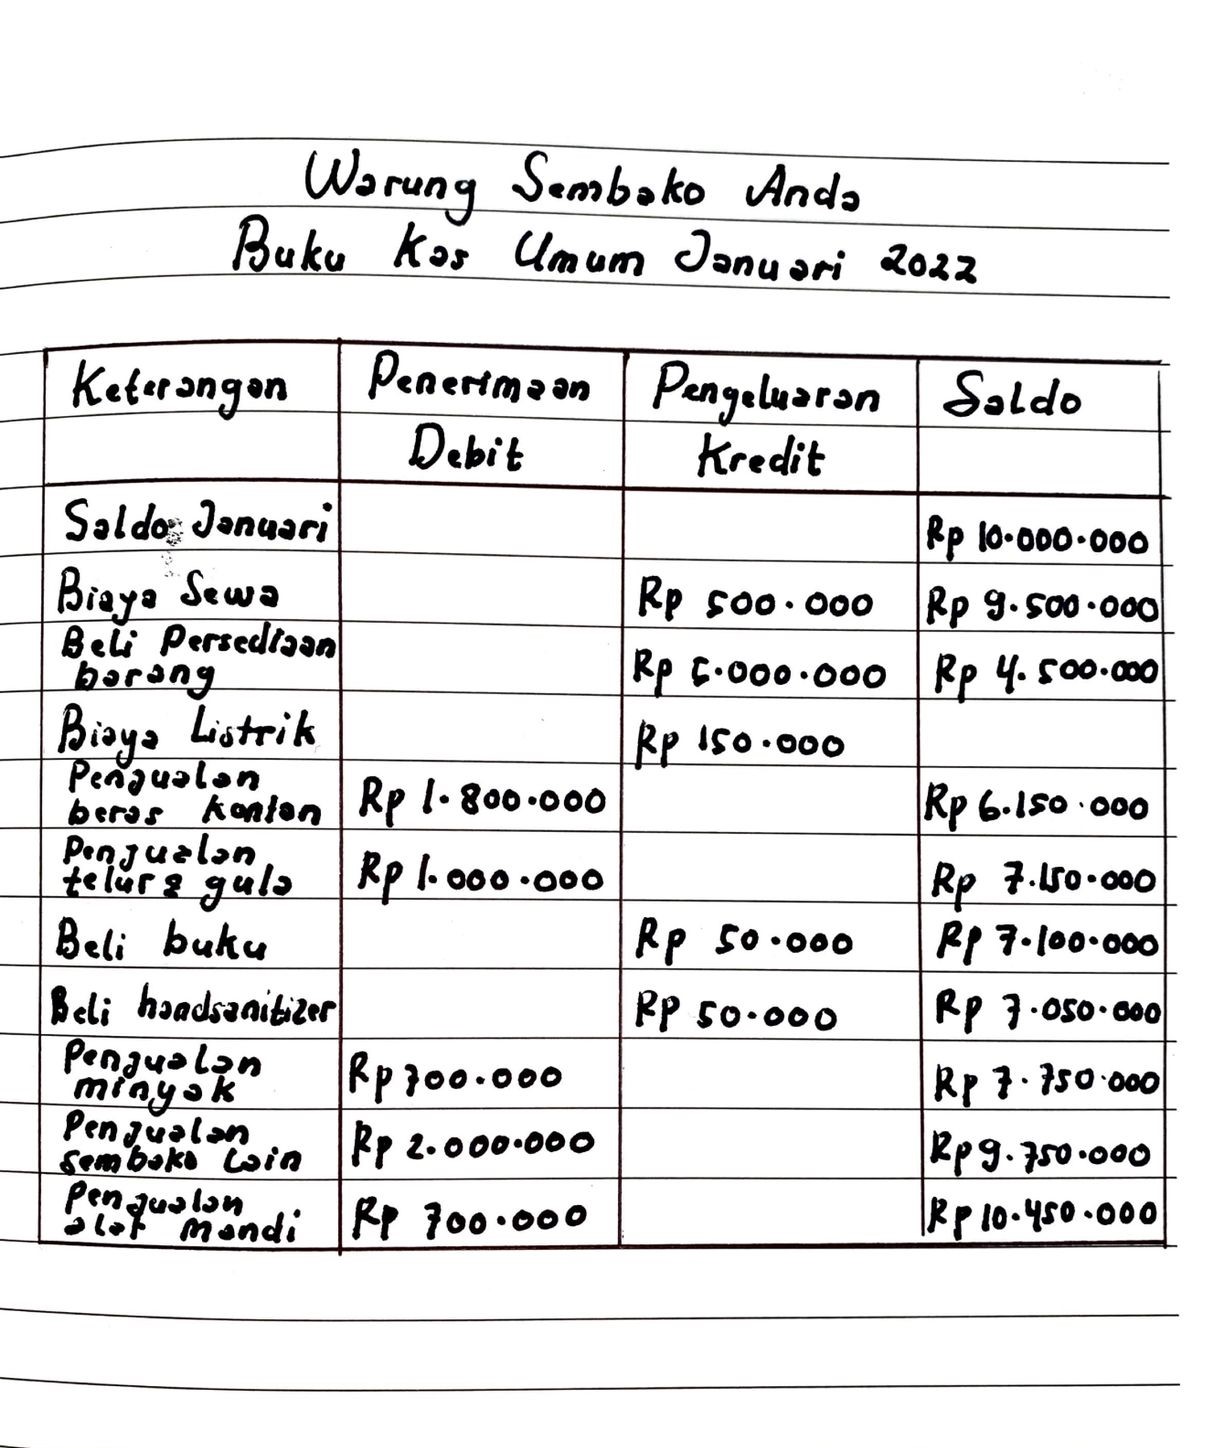 Warung Sembako Anda
Buku Kas Umum Januari 2022
Keterangan Penerimaan Debit Pengeluaran Kredit Saldo
Saldo Januari Rp 10.000.000
Biaya Sewa Rp 500.000 Rp 9.500.000
Beli Persediaan barang Rp 5.000.000 Rp 4.500.000
Biaya Listrik Rp 150.000
Penjualan beras kontan Rp 1.800.000 Rp 6.150.000
Penjualan telur & gula Rp 1.000.000 Rp 7.150.000
Beli buku Rp 50.000 Rp 7.100.000
Beli handsanitizer Rp 50.000 Rp 7.050.000
Penjualan minyak Rp 700.000 Rp 7.750.000
Penjualan sembako lain Rp 2.000.000 Rp 9.750.000
Penjualan alat mandi Rp 700.000 Rp 10.450.000